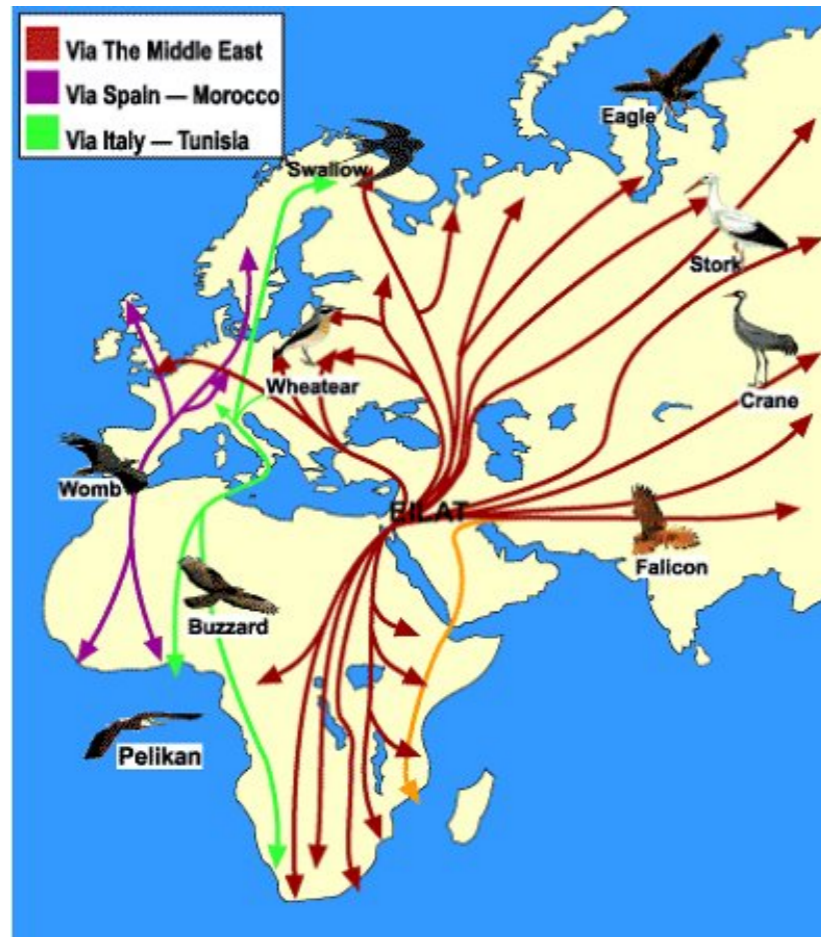 Via The Middle East
Via Spain — Morocco
Via Italy — Tunisia
Eagle
Swallow
Stork
Wheatear
Crane
Womb
EILAT
Falicon
Buzzard
Pelikan